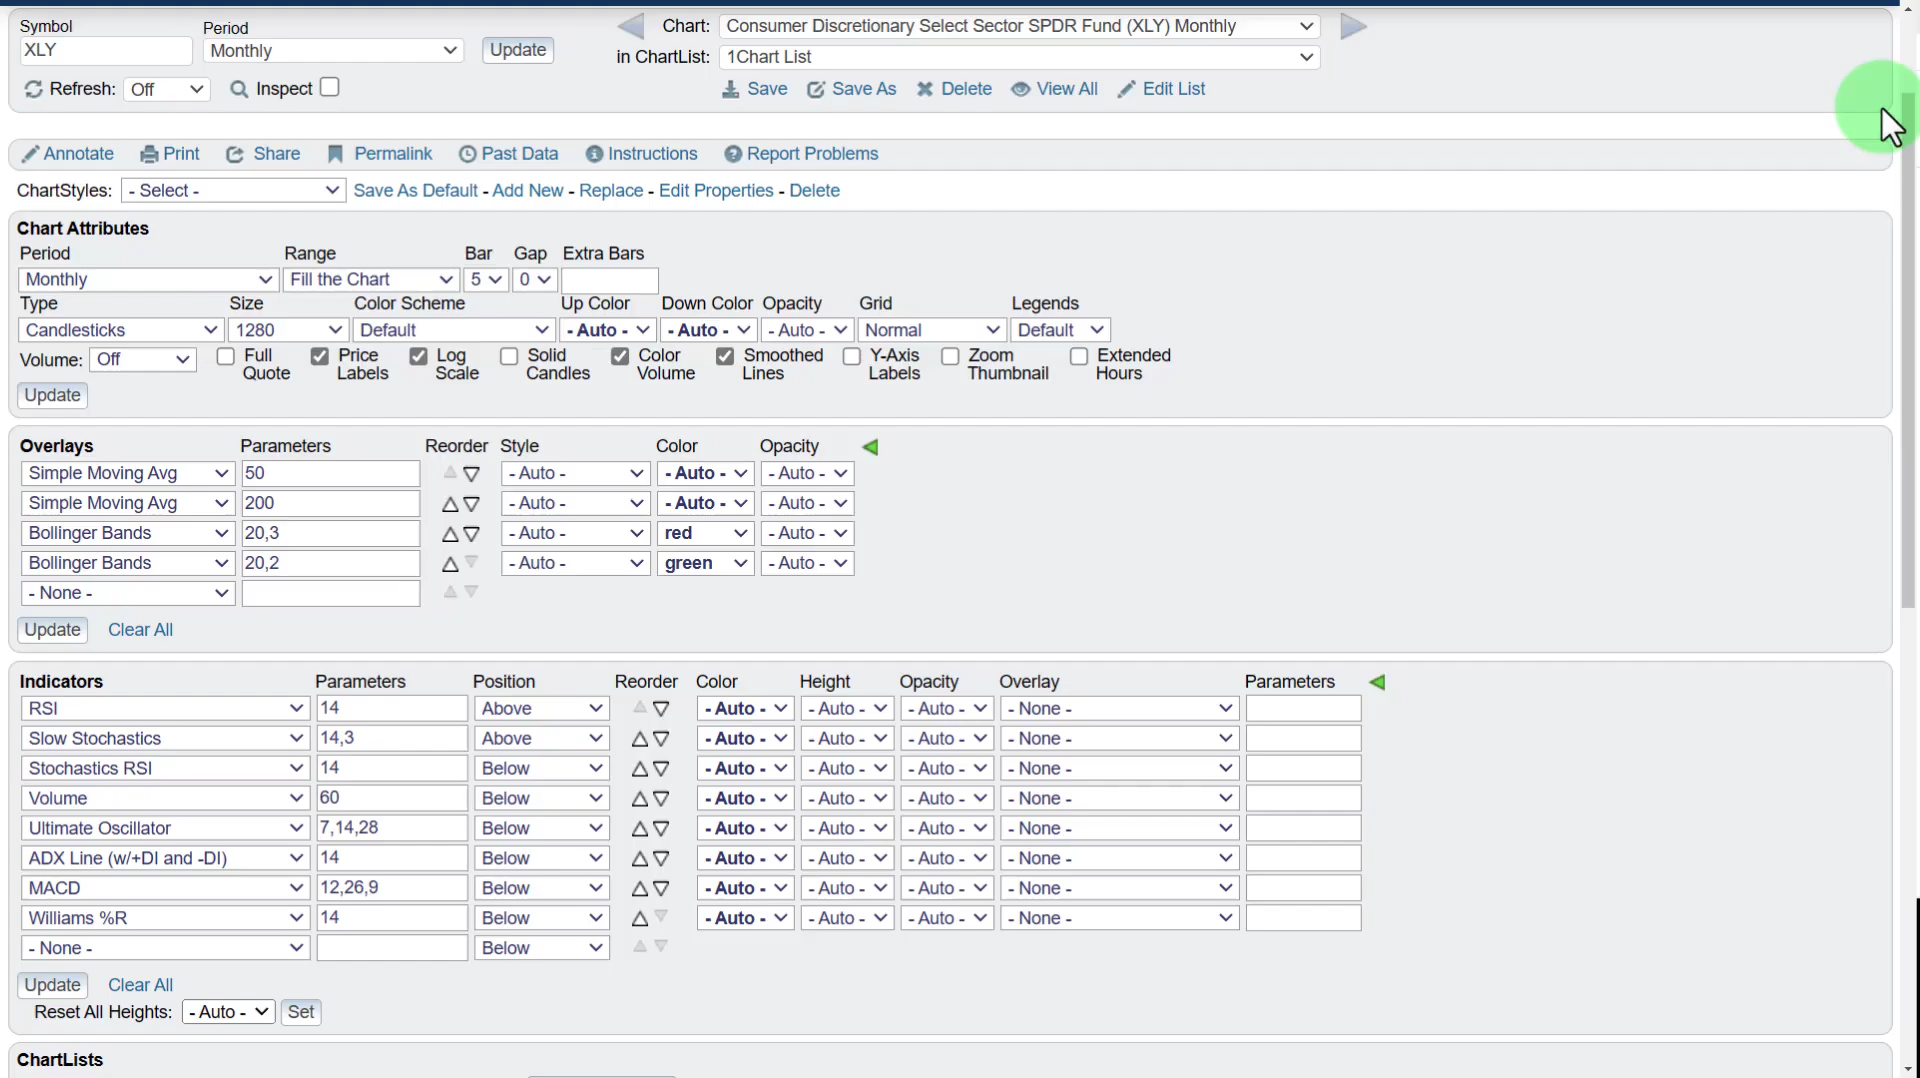 Symbol Period Chart: Consumer Discretionary Select Sector SPDR Fund (XLY) Monthly
XLY Monthly Update in ChartList: 1Chart List
Refresh: Off Inspect Save Save As Delete View All Edit List
Annotate Print Share Permalink Past Data Instructions Report Problems
ChartStyles: - Select - Save As Default - Add New - Replace - Edit Properties - Delete
Chart Attributes
Period Range Bar Gap Extra Bars
Monthly Fill the Chart 5 0
Type Size Color Scheme Up Color Down Color Opacity Grid Legends
Candlesticks 1280 Default - Auto - - Auto - - Auto - Normal Default
Volume: Off Full Quote Price Labels Log Scale Solid Candles Color Volume Smoothed Lines Y-Axis Labels Zoom Thumbnail Extended Hours
Update
Overlays Parameters Reorder Style Color Opacity
Simple Moving Avg 50 - Auto - - Auto - - Auto -
Simple Moving Avg 200 - Auto - - Auto - - Auto -
Bollinger Bands 20,3 - Auto - red - Auto -
Bollinger Bands 20,2 - Auto - green - Auto -
- None -
Update Clear All
Indicators Parameters Position Reorder Color Height Opacity Overlay Parameters
RSI 14 Above - Auto - - Auto - - Auto - - None -
Slow Stochastics 14,3 Above - Auto - - Auto - - Auto - - None -
Stochastics RSI 14 Below - Auto - - Auto - - Auto - - None -
Volume 60 Below - Auto - - Auto - - Auto - - None -
Ultimate Oscillator 7,14,28 Below - Auto - - Auto - - Auto - - None -
ADX Line (w/+DI and -DI) 14 Below - Auto - - Auto - - Auto - - None -
MACD 12,26,9 Below - Auto - - Auto - - Auto - - None -
Williams %R 14 Below - Auto - - Auto - - Auto - - None -
- None - Below
Update Clear All
Reset All Heights: - Auto - Set
ChartLists